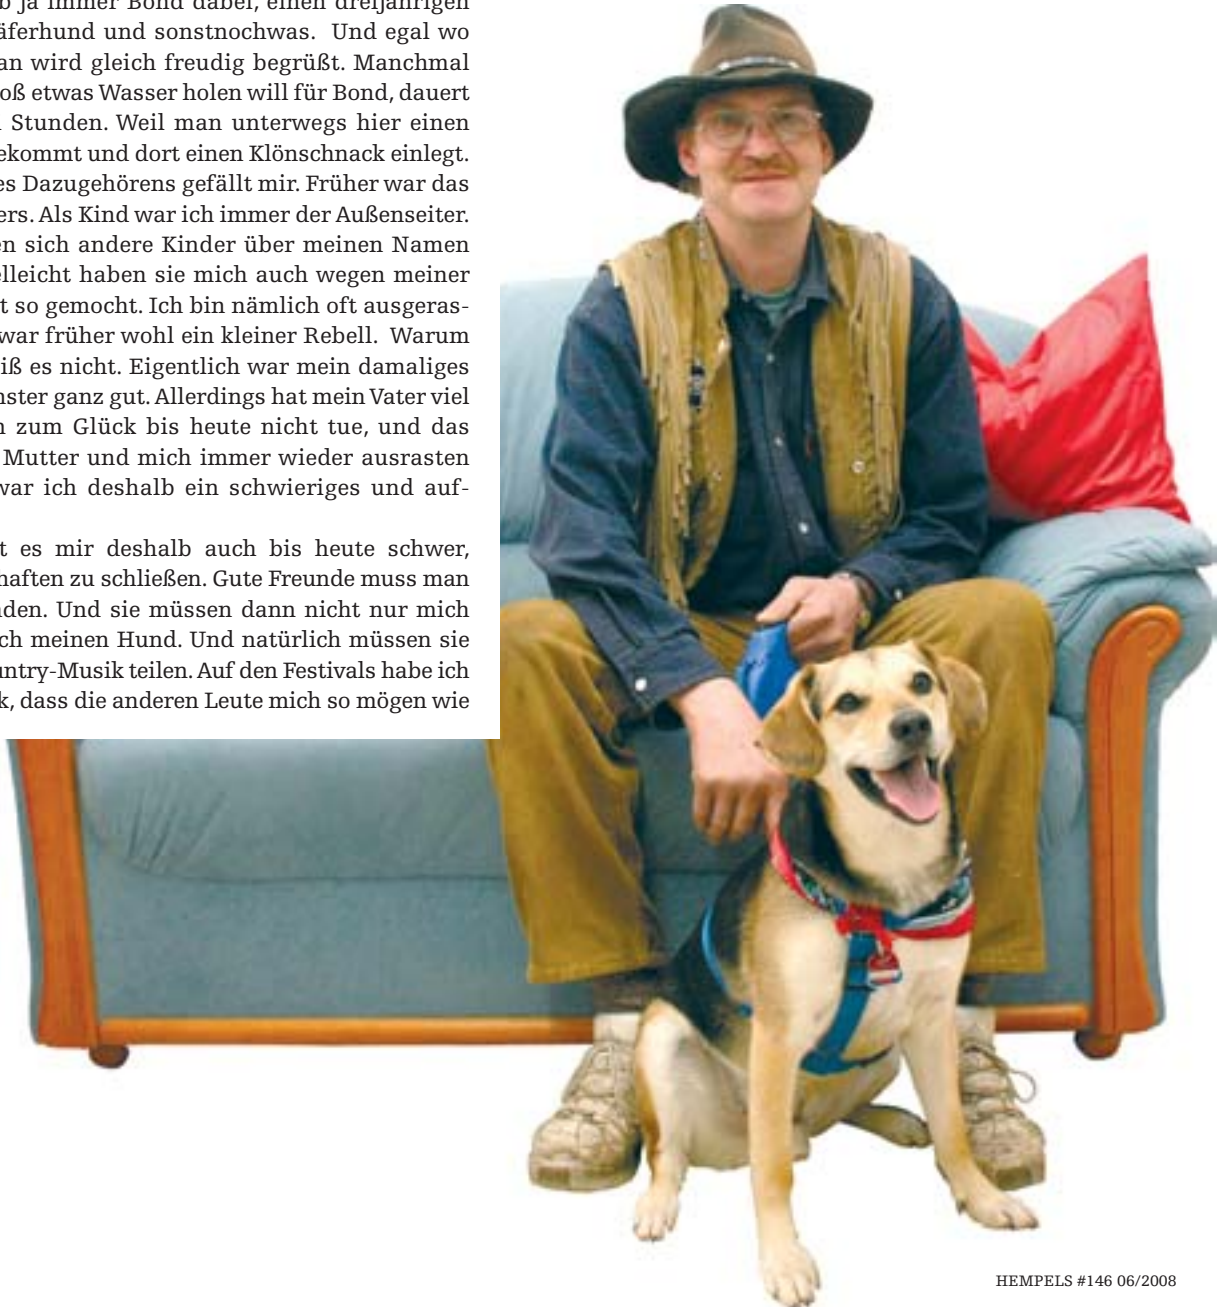 ja immer Bond dabei, einen dreijährigen
äferhund und sonstnochwas. Und egal wo
an wird gleich freudig begrüßt. Manchmal
oß etwas Wasser holen will für Bond, dauert
Stunden. Weil man unterwegs hier einen
ekommt und dort einen Klönschnack einlegt.
es Dazugehörens gefällt mir. Früher war das
ers. Als Kind war ich immer der Außenseiter.
en sich andere Kinder über meinen Namen
elleicht haben sie mich auch wegen meiner
t so gemocht. Ich bin nämlich oft ausgeras-
war früher wohl ein kleiner Rebell. Warum
iß es nicht. Eigentlich war mein damaliges
nster ganz gut. Allerdings hat mein Vater viel
zum Glück bis heute nicht tue, und das
Mutter und mich immer wieder ausrasten
war ich deshalb ein schwieriges und auf-
t es mir deshalb auch bis heute schwer,
haften zu schließen. Gute Freunde muss man
nden. Und sie müssen dann nicht nur mich
ch meinen Hund. Und natürlich müssen sie
untry-Musik teilen. Auf den Festivals habe ich
k, dass die anderen Leute mich so mögen wie
HEMPELS #146 06/2008